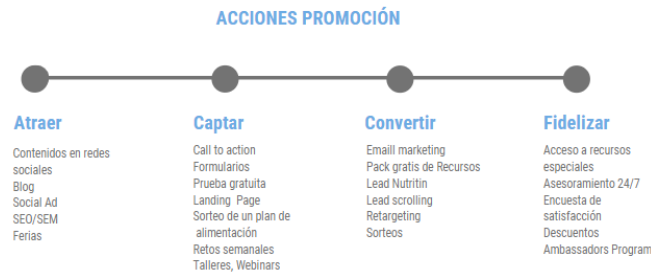 ACCIONES PROMOCIÓN
Atraer
Contenidos en redes
sociales
Blog
Social Ad
SEO/SEM
Ferias
Captar
Call to action
Formularios
Prueba gratuita
Landing Page
Sorteo de un plan de
alimentación
Retos semanales
Talleres, Webinars
Convertir
Emaill marketing
Pack gratis de Recursos
Lead Nutritin
Lead scrolling
Retargeting
Sorteos
Fidelizar
Acceso a recursos
especiales
Asesoramiento 24/7
Encuesta de
satisfacción
Descuentos
Ambassadors Program